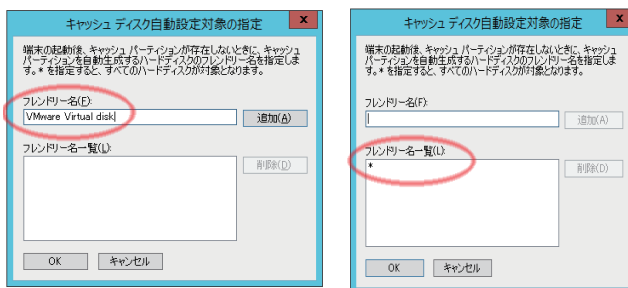 キャッシュ ディスク自動設定対象の指定
x
端末の起動後、キャッシュ パーティションが存在しないときに、キャッシュ
パーティションを自動生成するハードディスクのフレンドリー名を指定しま
す。* を指定すると、すべてのハードディスクが対象となります。
フレンドリー名(F):
VMware Virtual disk
追加(A)
フレンドリー名一覧(L):
削除(D)
OK
キャンセル
キャッシュ ディスク自動設定対象の指定
x
端末の起動後、キャッシュ パーティションが存在しないときに、キャッシュ
パーティションを自動生成するハードディスクのフレンドリー名を指定しま
す。* を指定すると、すべてのハードディスクが対象となります。
フレンドリー名(F):
追加(A)
フレンドリー名一覧(L):
*
削除(D)
OK
キャンセル